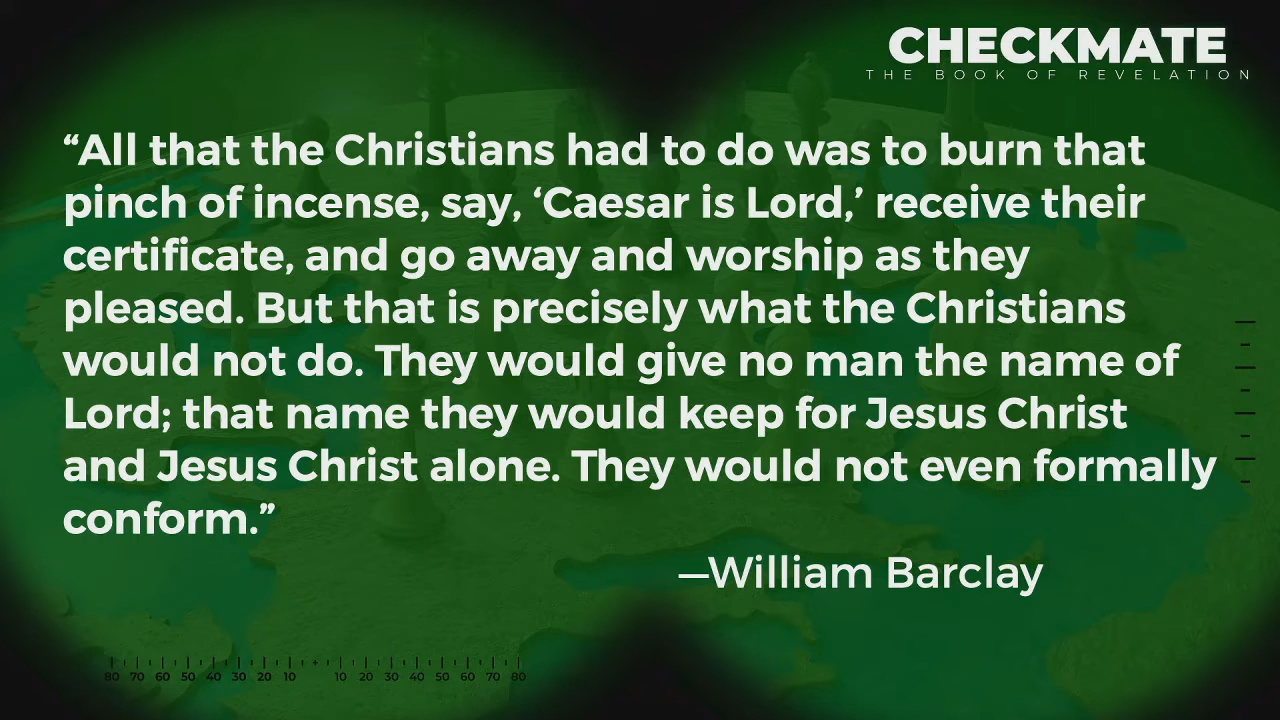 CHECKMATE
THE BOOK OF REVELATION
“All that the Christians had to do was to burn that
pinch of incense, say, ‘Caesar is Lord,’ receive their
certificate, and go away and worship as they
pleased. But that is precisely what the Christians
would not do. They would give no man the name of
Lord; that name they would keep for Jesus Christ
and Jesus Christ alone. They would not even formally
conform.”
—William Barclay
80 70 60 50 40 30 20 10 10 20 30 40 50 60 70 80